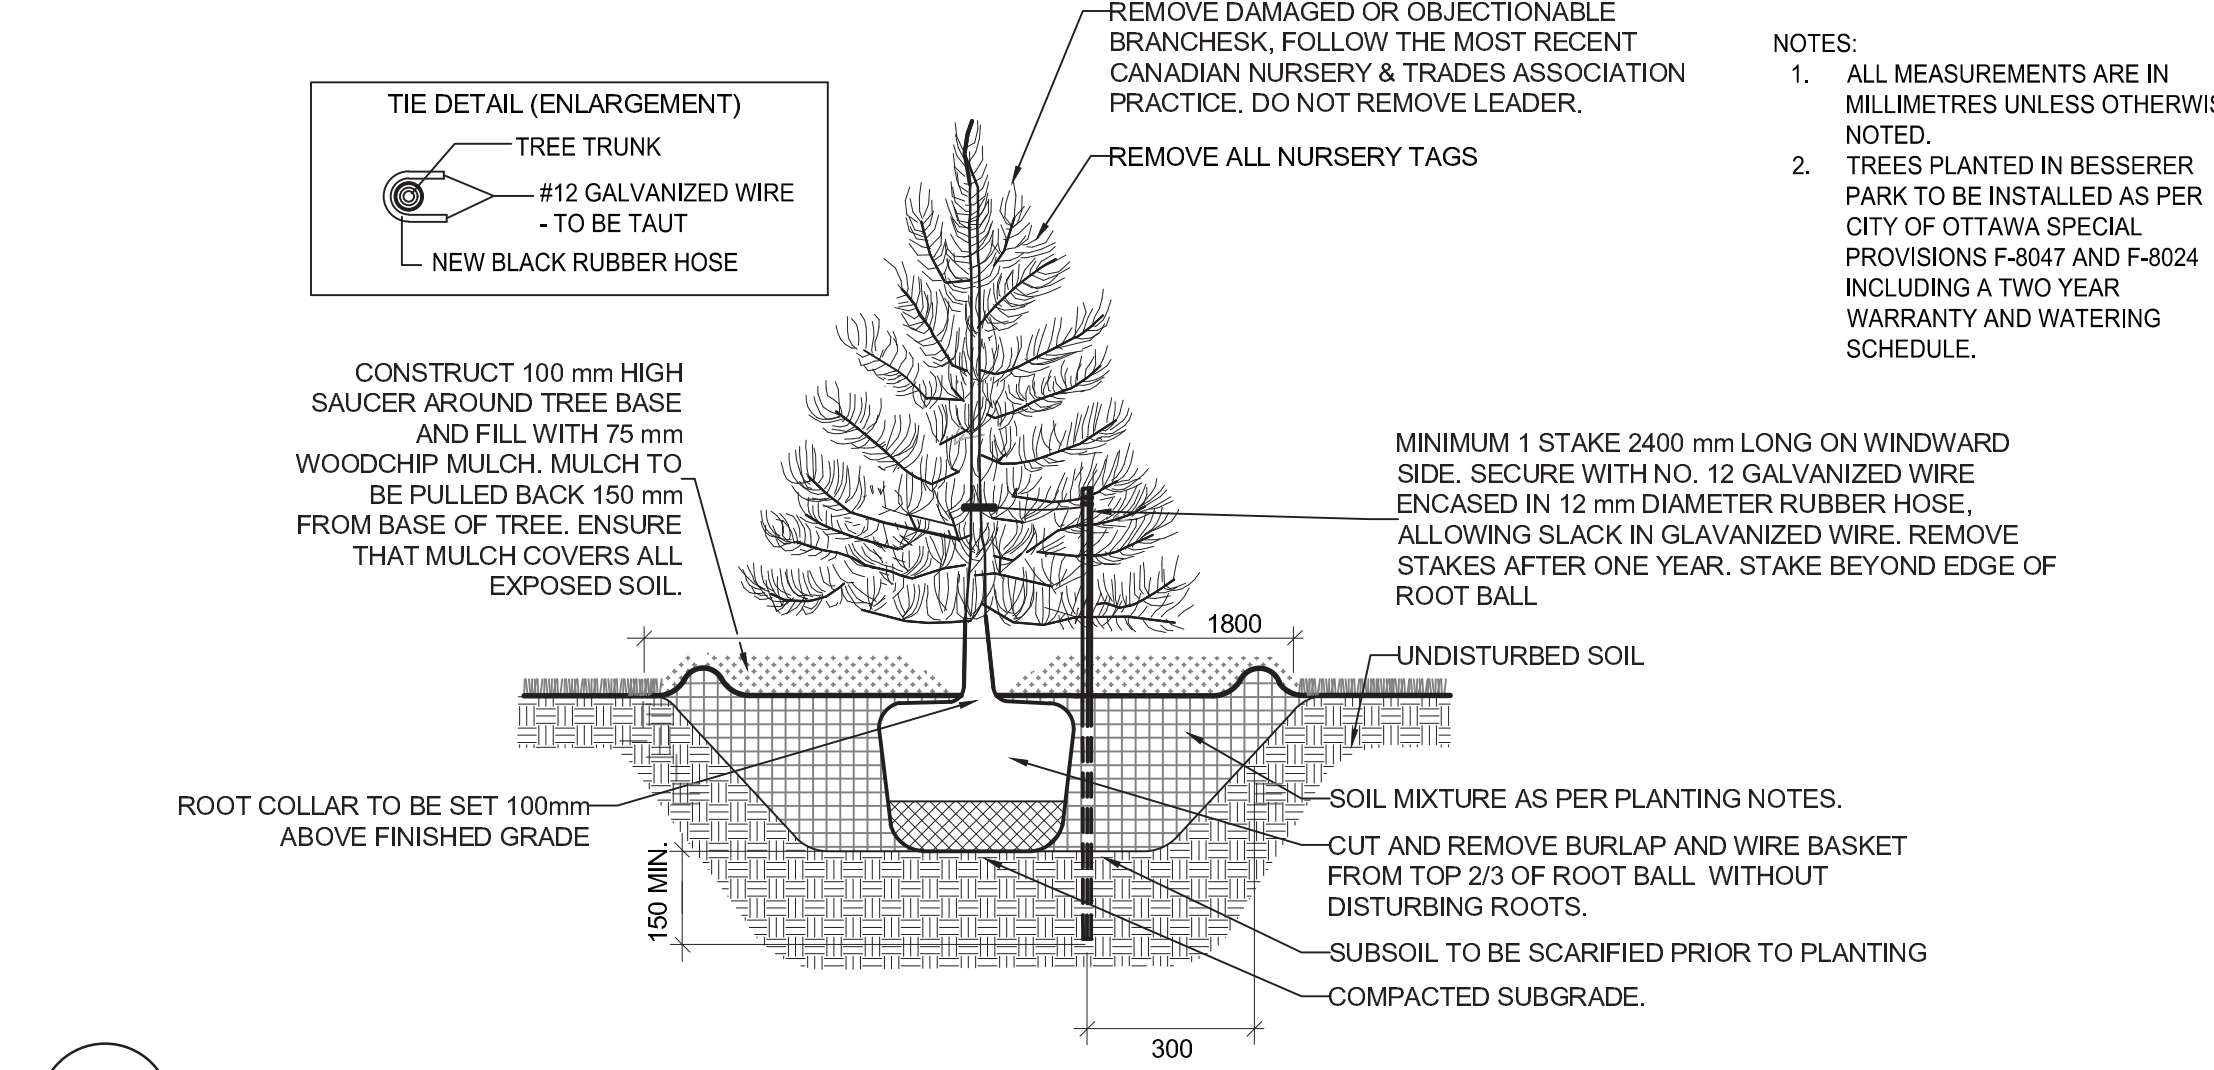 REMOVE DAMAGED OR OBJECTIONABLE
BRANCHESK, FOLLOW THE MOST RECENT
CANADIAN NURSERY & TRADES ASSOCIATION
PRACTICE. DO NOT REMOVE LEADER.
REMOVE ALL NURSERY TAGS
NOTES:
1. ALL MEASUREMENTS ARE IN
MILLIMETRES UNLESS OTHERWIS
NOTED.
2. TREES PLANTED IN BESSERER
PARK TO BE INSTALLED AS PER
CITY OF OTTAWA SPECIAL
PROVISIONS F-8047 AND F-8024
INCLUDING A TWO YEAR
WARRANTY AND WATERING
SCHEDULE.
TIE DETAIL (ENLARGEMENT)
TREE TRUNK
#12 GALVANIZED WIRE
- TO BE TAUT
NEW BLACK RUBBER HOSE
CONSTRUCT 100 mm HIGH
SAUCER AROUND TREE BASE
AND FILL WITH 75 mm
WOODCHIP MULCH. MULCH TO
BE PULLED BACK 150 mm
FROM BASE OF TREE. ENSURE
THAT MULCH COVERS ALL
EXPOSED SOIL.
MINIMUM 1 STAKE 2400 mm LONG ON WINDWARD
SIDE. SECURE WITH NO. 12 GALVANIZED WIRE
ENCASED IN 12 mm DIAMETER RUBBER HOSE,
ALLOWING SLACK IN GLAVANIZED WIRE. REMOVE
STAKES AFTER ONE YEAR. STAKE BEYOND EDGE OF
ROOT BALL
1800
UNDISTURBED SOIL
ROOT COLLAR TO BE SET 100mm
ABOVE FINISHED GRADE
150 MIN.
SOIL MIXTURE AS PER PLANTING NOTES.
CUT AND REMOVE BURLAP AND WIRE BASKET
FROM TOP 2/3 OF ROOT BALL WITHOUT
DISTURBING ROOTS.
SUBSOIL TO BE SCARIFIED PRIOR TO PLANTING
COMPACTED SUBGRADE.
300